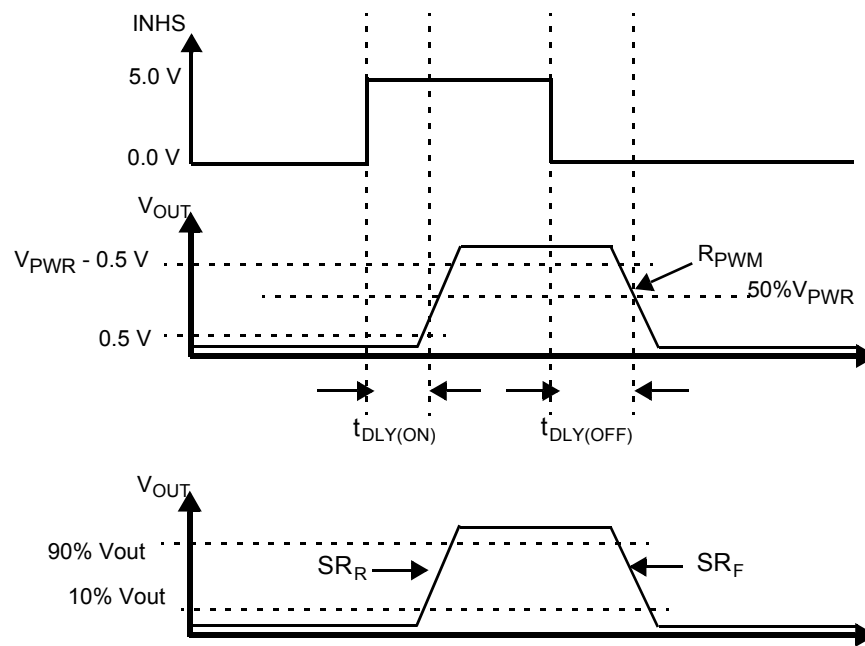 INHS
5.0 V
0.0 V
VOUT
VPWR - 0.5 V
RPWM
50%VPWR
0.5 V
tDLY(ON)
tDLY(OFF)
VOUT
90% Vout
SRR
SRF
10% Vout